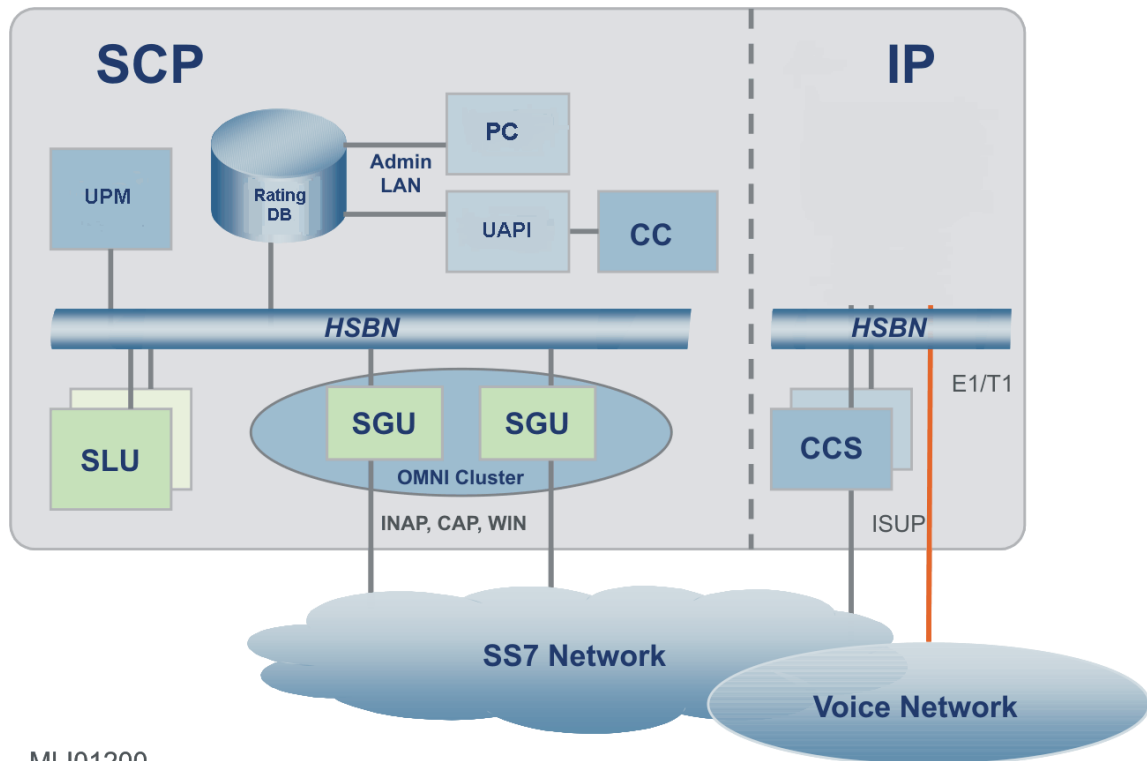 SCP
IP
PC
Admin
LAN
UPM
Rating
DB
UAPI
CC
HSBN
HSBN
E1/T1
SGU
SGU
SLU
CCS
OMNI Cluster
INAP, CAP, WIN
ISUP
SS7 Network
Voice Network